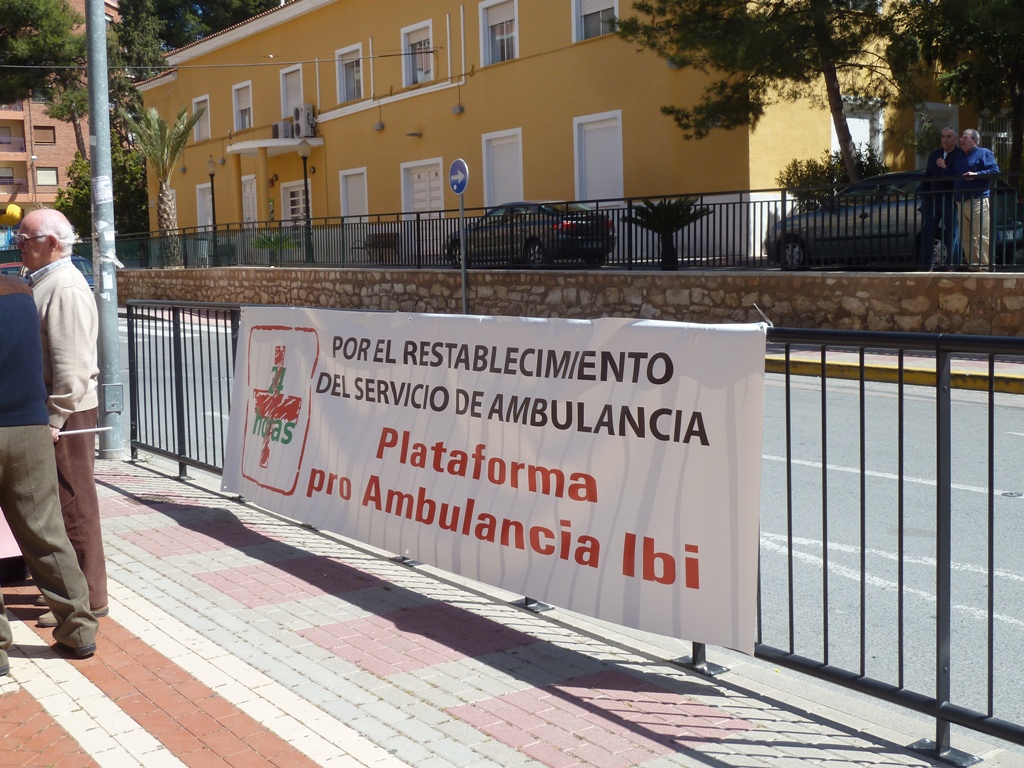 POR EL RESTABLECIMIENTO
DEL SERVICIO DE AMBULANCIA
Plataforma
pro Ambulancia Ibi
24
horas